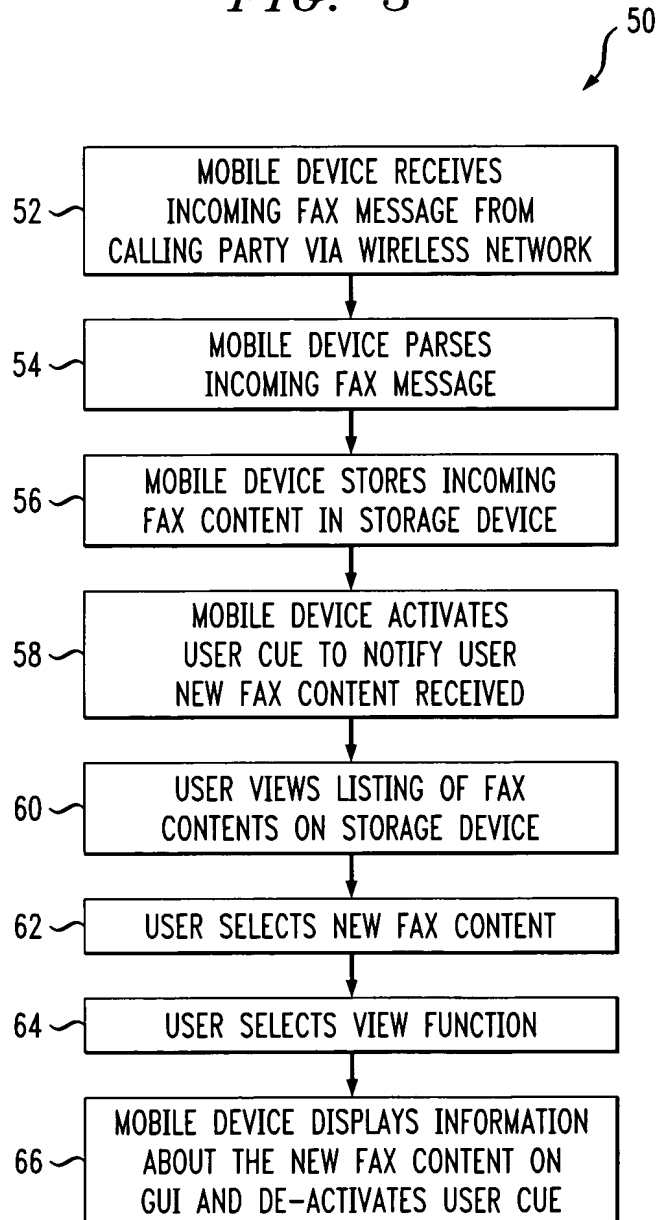 FIG. 3
50
52
MOBILE DEVICE RECEIVES
INCOMING FAX MESSAGE FROM
CALLING PARTY VIA WIRELESS NETWORK
54
MOBILE DEVICE PARSES
INCOMING FAX MESSAGE
56
MOBILE DEVICE STORES INCOMING
FAX CONTENT IN STORAGE DEVICE
58
MOBILE DEVICE ACTIVATES
USER CUE TO NOTIFY USER
NEW FAX CONTENT RECEIVED
60
USER VIEWS LISTING OF FAX
CONTENTS ON STORAGE DEVICE
62
USER SELECTS NEW FAX CONTENT
64
USER SELECTS VIEW FUNCTION
66
MOBILE DEVICE DISPLAYS INFORMATION
ABOUT THE NEW FAX CONTENT ON
GUI AND DE-ACTIVATES USER CUE